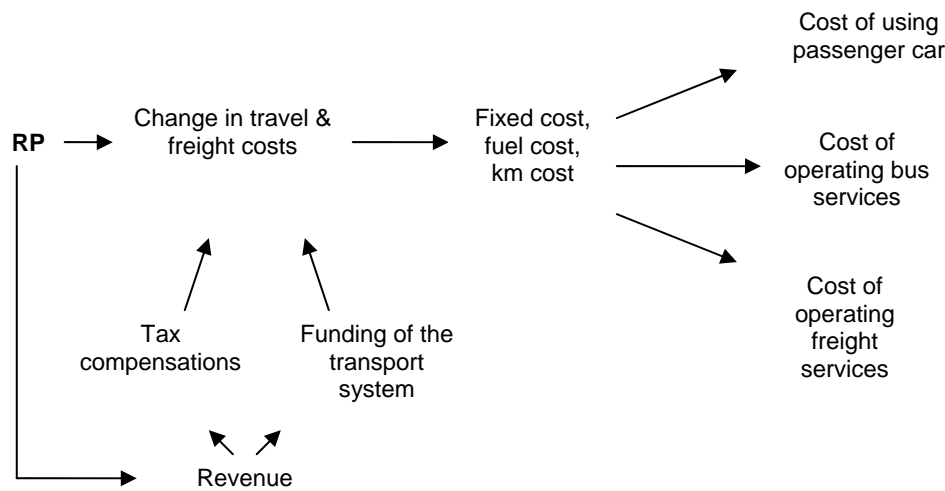 Cost of using
passenger car
RP
Change in travel &
freight costs
Fixed cost,
fuel cost,
km cost
Cost of
operating bus
services
Tax
compensations
Funding of the
transport
system
Cost of
operating
freight
services
Revenue